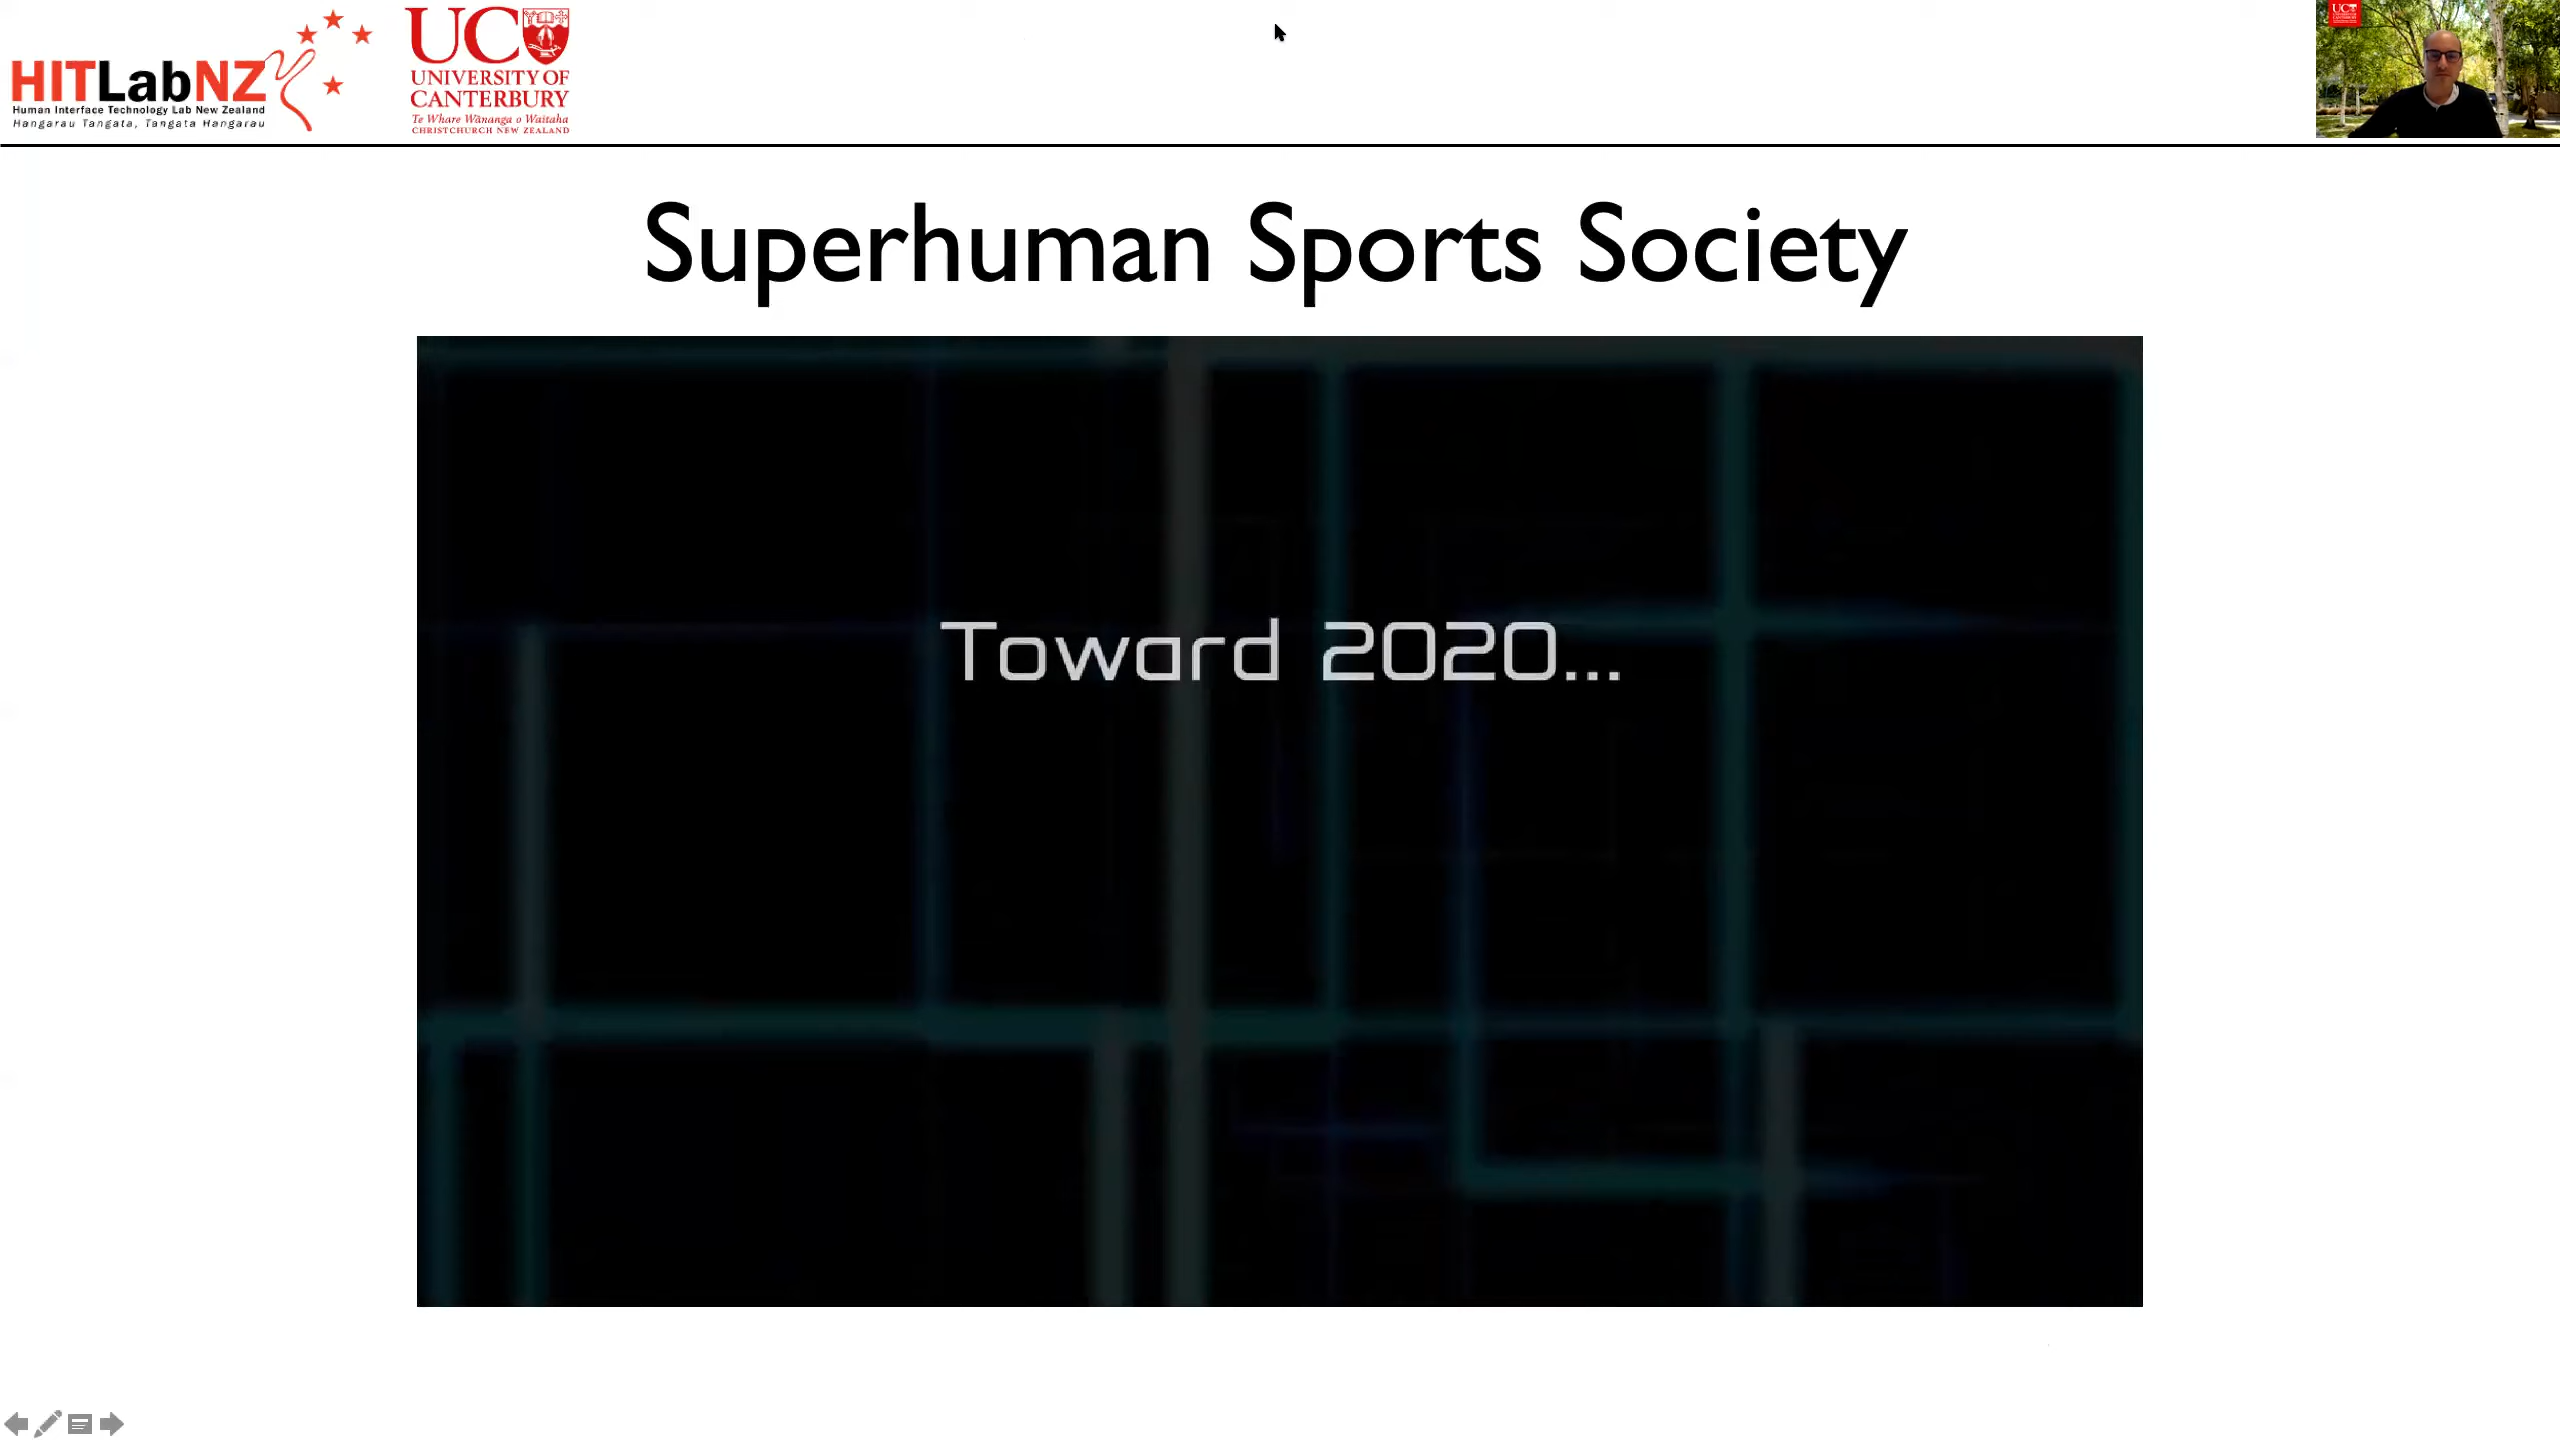 HITLabNZ
Human Interface Technology Lab New Zealand
Hangarau Tangata, Tangata Hangarau
UC
UNIVERSITY OF
CANTERBURY
Te Whare Wānanga o Waitaha
CHRISTCHURCH NEW ZEALAND
UC
Superhuman Sports Society
Toward 2020...